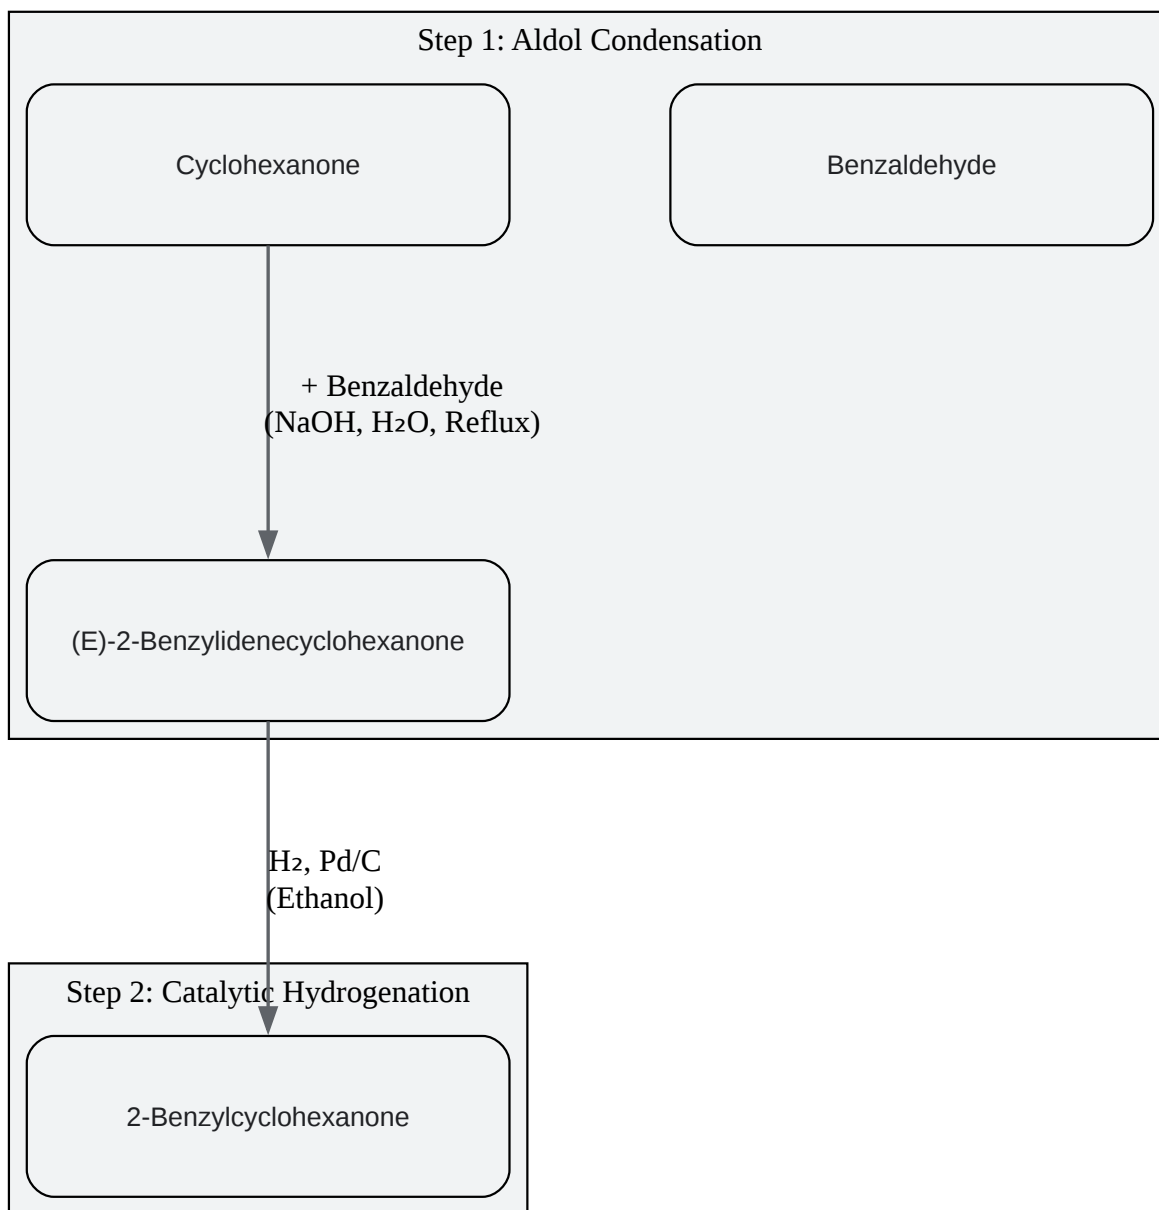 Step 1: Aldol Condensation
Cyclohexanone
Benzaldehyde
+ Benzaldehyde
(NaOH, H₂O, Reflux)
(E)-2-Benzylidenecyclohexanone
H₂, Pd/C
(Ethanol)
Step 2: Catalytic Hydrogenation
2-Benzylcyclohexanone